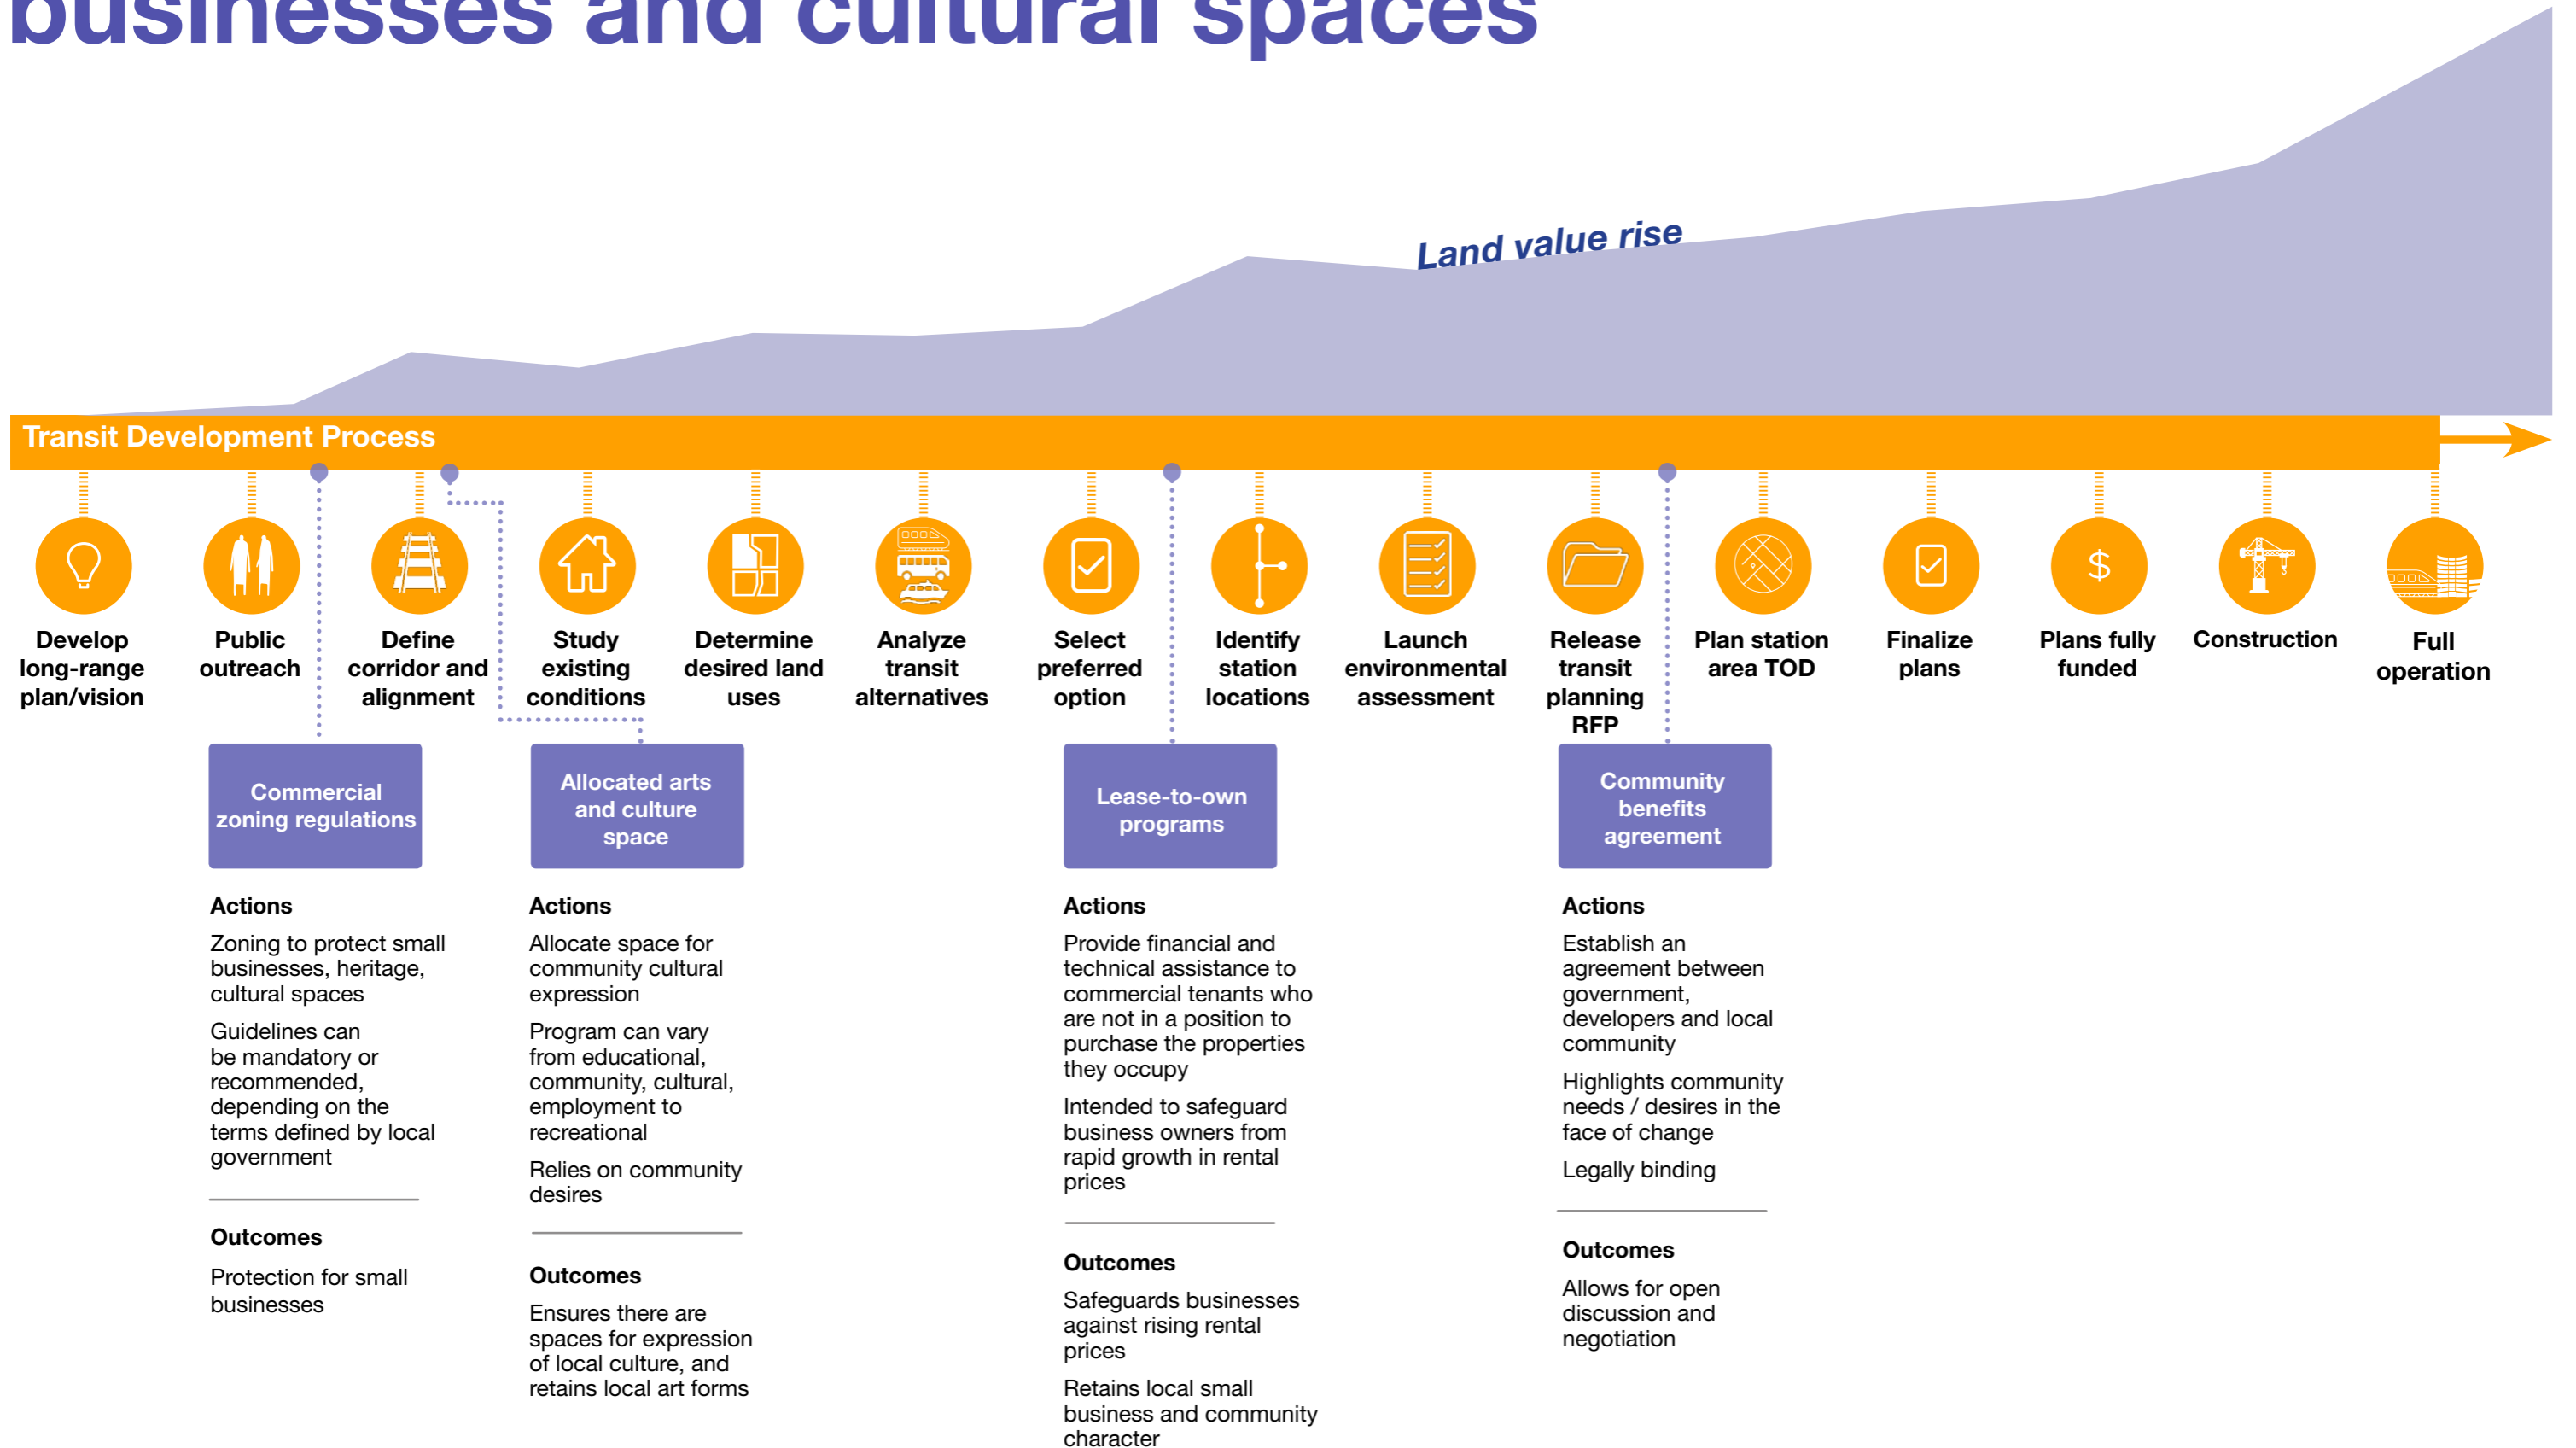 businesses and cultural spaces
Land value rise
Transit Development Process
Develop
long-range
plan/vision
Public
outreach
Define
corridor and
alignment
Study
existing
conditions
Determine
desired land
uses
Analyze
transit
alternatives
Select
preferred
option
Identify
station
locations
Launch
environmental
assessment
Release
transit
planning
RFP
Plan station
area TOD
Finalize
plans
$
Plans fully
funded
Construction
Full
operation
Commercial
zoning regulations
Actions
Zoning to protect small
businesses, heritage,
cultural spaces
Guidelines can
be mandatory or
recommended,
depending on the
terms defined by local
government
Outcomes
Protection for small
businesses
Allocated arts
and culture
space
Actions
Allocate space for
community cultural
expression
Program can vary
from educational,
community, cultural,
employment to
recreational
Relies on community
desires
Outcomes
Ensures there are
spaces for expression
of local culture, and
retains local art forms
Lease-to-own
programs
Actions
Provide financial and
technical assistance to
commercial tenants who
are not in a position to
purchase the properties
they occupy
Intended to safeguard
business owners from
rapid growth in rental
prices
Outcomes
Safeguards businesses
against rising rental
prices
Retains local small
business and community
character
Community
benefits
agreement
Actions
Establish an
agreement between
government,
developers and local
community
Highlights community
needs / desires in the
face of change
Legally binding
Outcomes
Allows for open
discussion and
negotiation